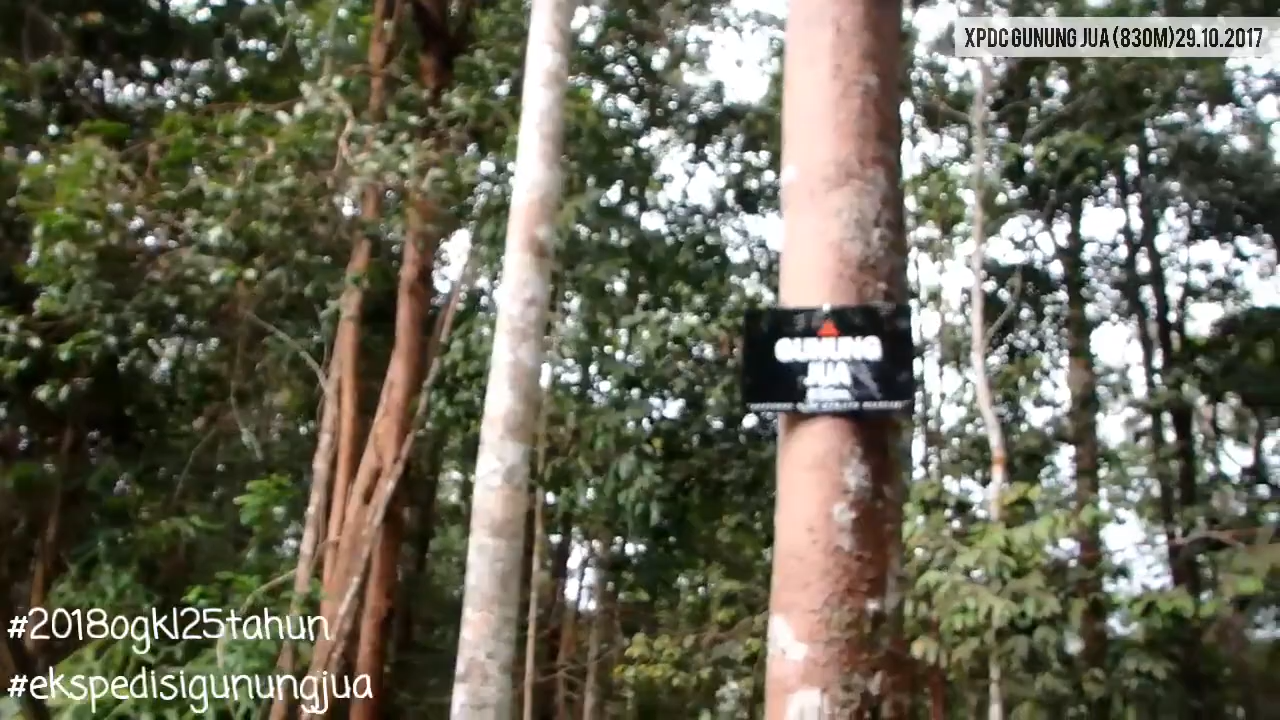 XPDC GUNUNG JUA (830M) 29.10.2017
GUNUNG
JUA
#2018ogkl25tahun
#ekspedisigunungjua